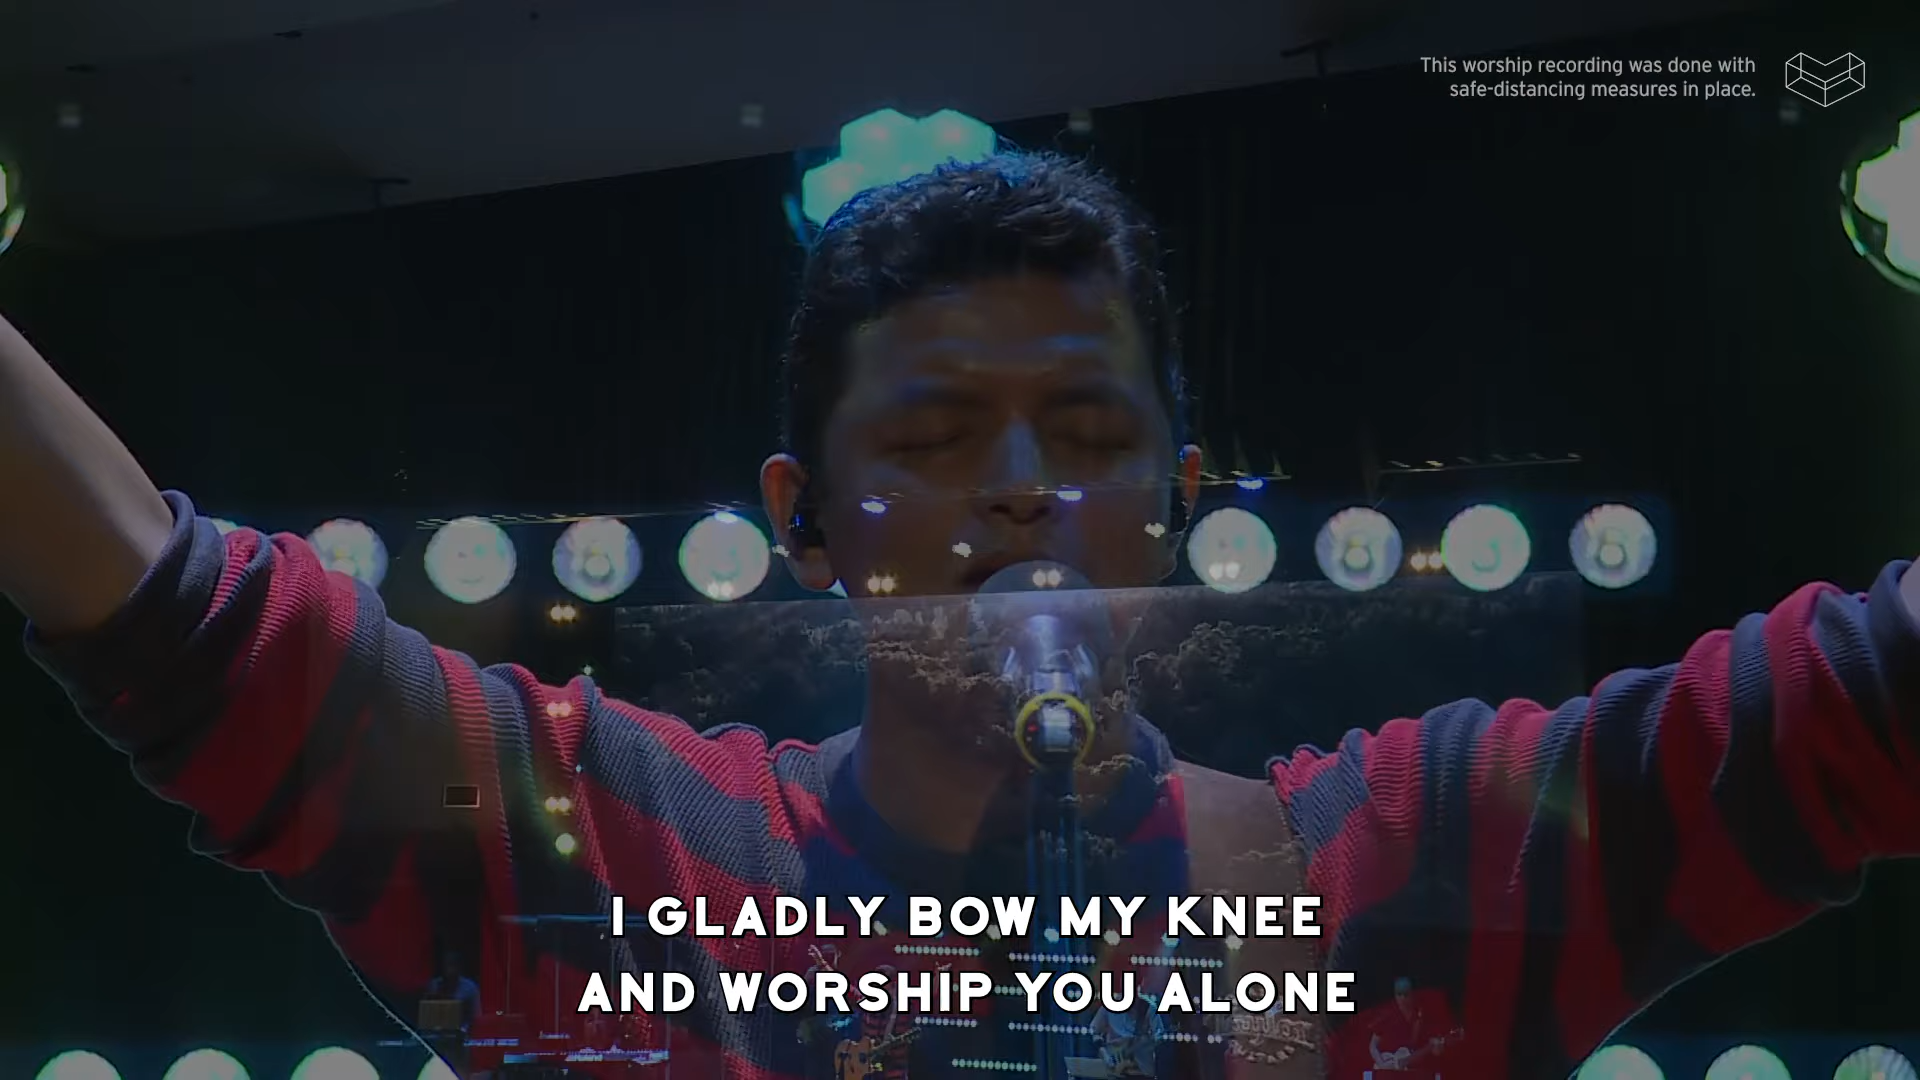 This worship recording was done with
safe-distancing measures in place.
I GLADLY BOW MY KNEE
AND WORSHIP YOU ALONE